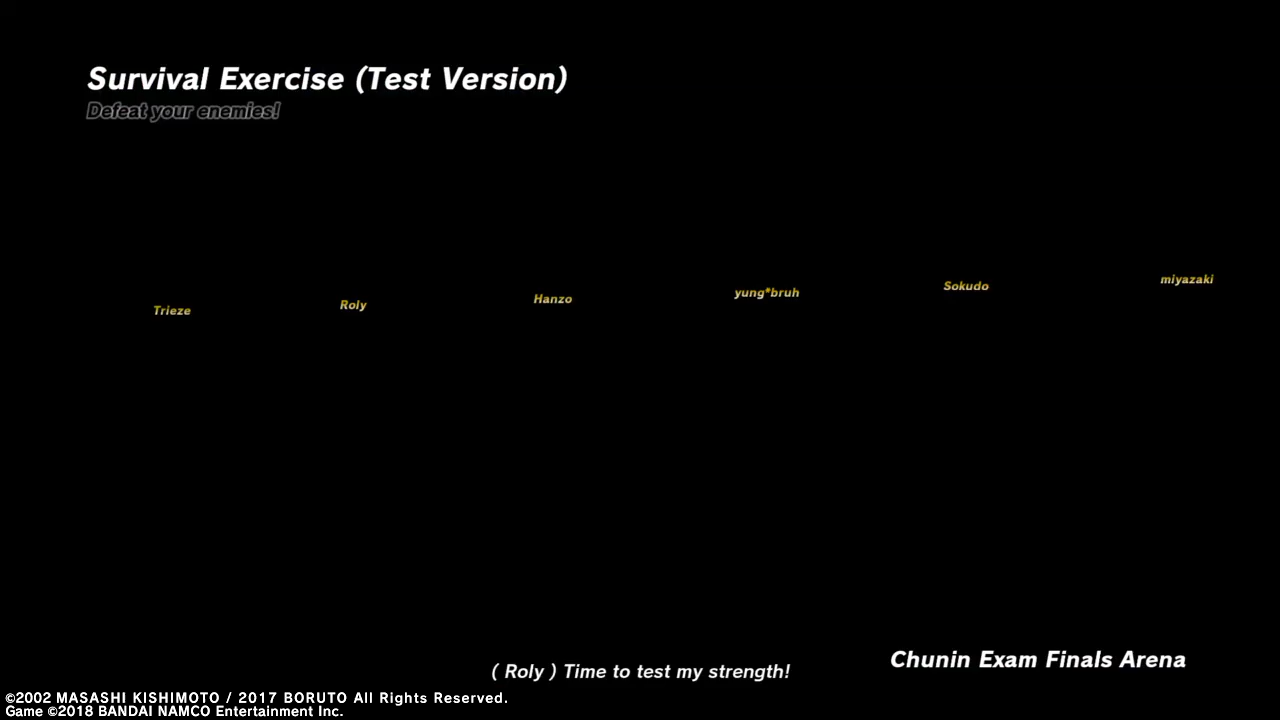 Survival Exercise (Test Version)
Defeat your enemies!
Trieze
Roly
Hanzo
yung*bruh
Sokudo
miyazaki
( Roly ) Time to test my strength!
Chunin Exam Finals Arena
©2002 MASASHI KISHIMOTO / 2017 BORUTO All Rights Reserved.
Game ©2018 BANDAI NAMCO Entertainment Inc.